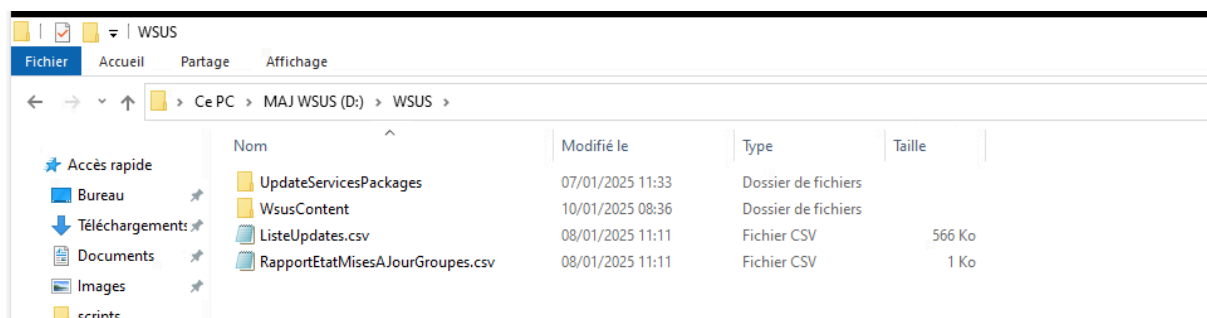 WSUS
Fichier Accueil Partage Affichage
Ce PC > MAJ WSUS (D:) > WSUS >
Nom Modifié le Type Taille
Accès rapide
Bureau
Téléchargements
Documents
Images
scripts
UpdateServicesPackages 07/01/2025 11:33 Dossier de fichiers
WsusContent 10/01/2025 08:36 Dossier de fichiers
ListeUpdates.csv 08/01/2025 11:11 Fichier CSV 566 Ko
RapportEtatMisesAJourGroupes.csv 08/01/2025 11:11 Fichier CSV 1 Ko